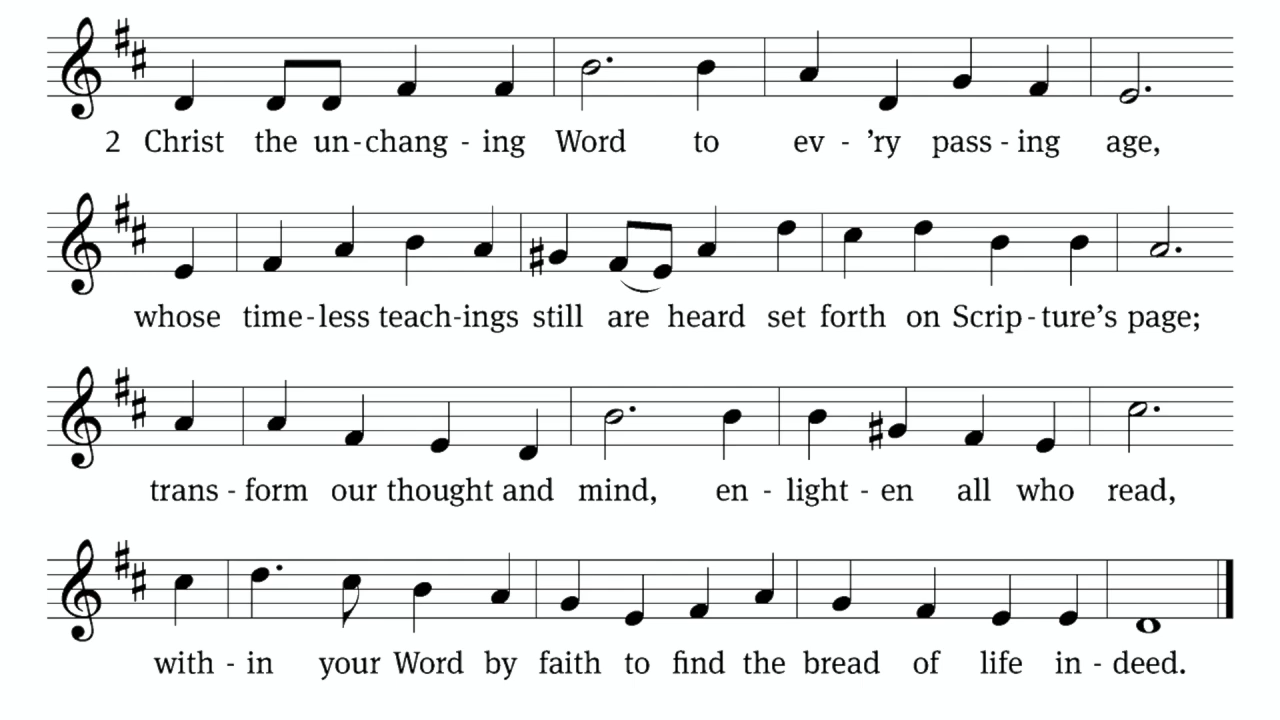 2 Christ the un - chang - ing Word to ev - ’ry pass - ing age,
whose time - less teach - ings still are heard set forth on Scrip - ture’s page;
trans - form our thought and mind, en - light - en all who read,
with - in your Word by faith to find the bread of life in - deed.